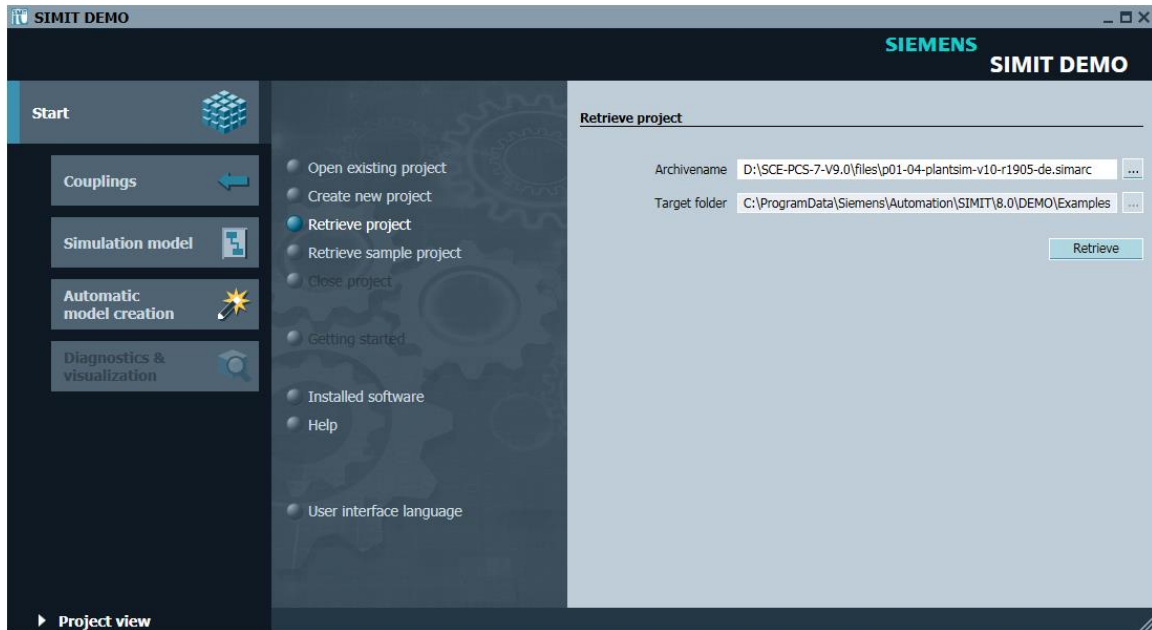 SIMIT DEMO
SIEMENS
SIMIT DEMO
Start
Couplings
Simulation model
Automatic
model creation
Diagnostics &
visualization
Project view
Open existing project
Create new project
Retrieve project
Retrieve sample project
Close project
Getting started
Installed software
Help
User interface language
Retrieve project
Archivename D:\SCE-PCS-7-V9.0\files\p01-04-plantsim-v10-r1905-de.simarc ...
Target folder C:\ProgramData\Siemens\Automation\SIMIT\8.0\DEMO\Examples ...
Retrieve